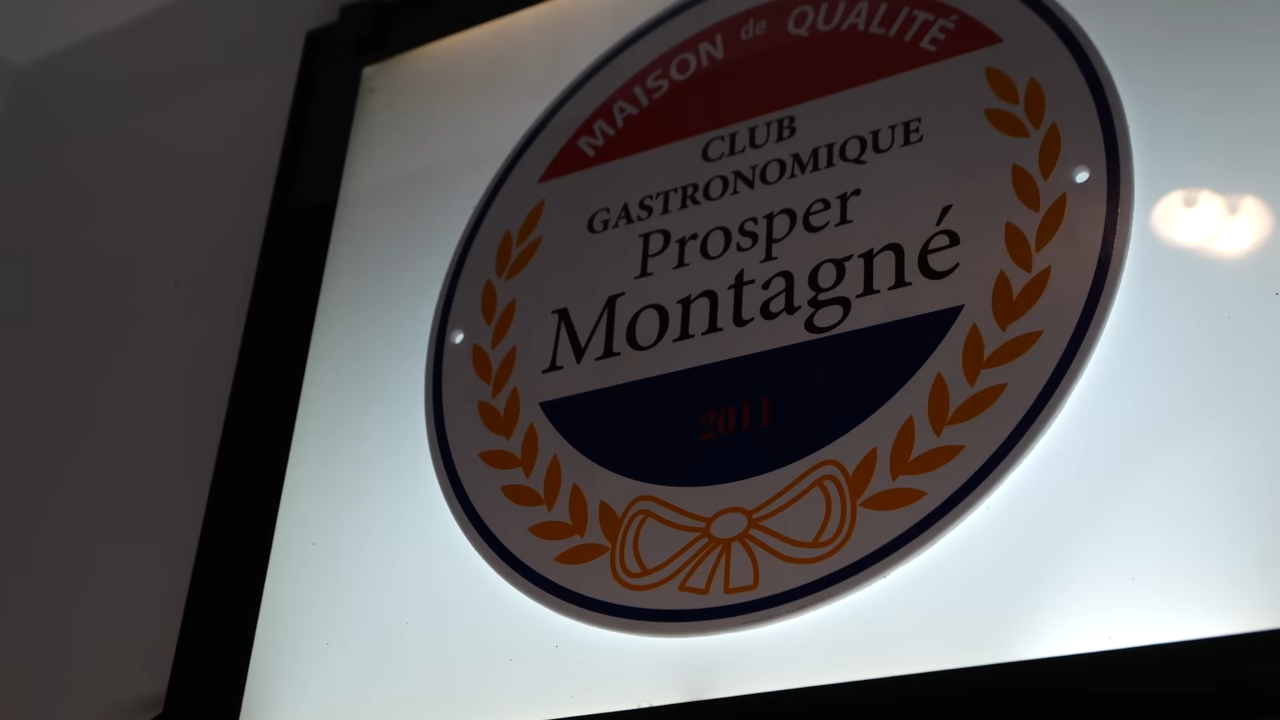 MAISON de QUALITÉ
CLUB
GASTRONOMIQUE
Prosper
Montagné
2011